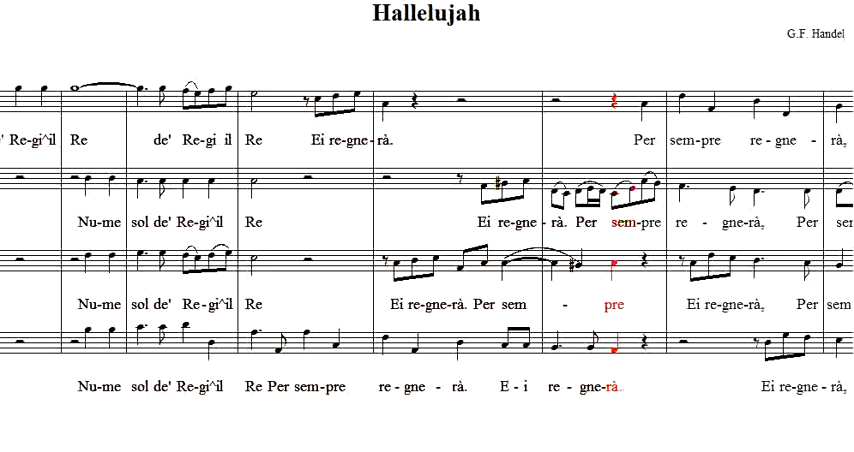 Hallelujah
G.F. Handel
e' Re-gi^il Re de' Re-gi il Re Ei re-gne-rà. Per sem-pre re-gne-rà,
Nu-me sol de' Re-gi^il Re Ei re-gne-rà. Per sem-pre re-gne-rà, Per ser
Nu-me sol de' Re-gi^il Re Ei re-gne-rà. Per sem-pre Ei re-gne-rà, Per sem
Nu-me sol de' Re-gi^il Re Per sem-pre re-gne-rà. E-i re-gne-rà Ei re-gne-rà,